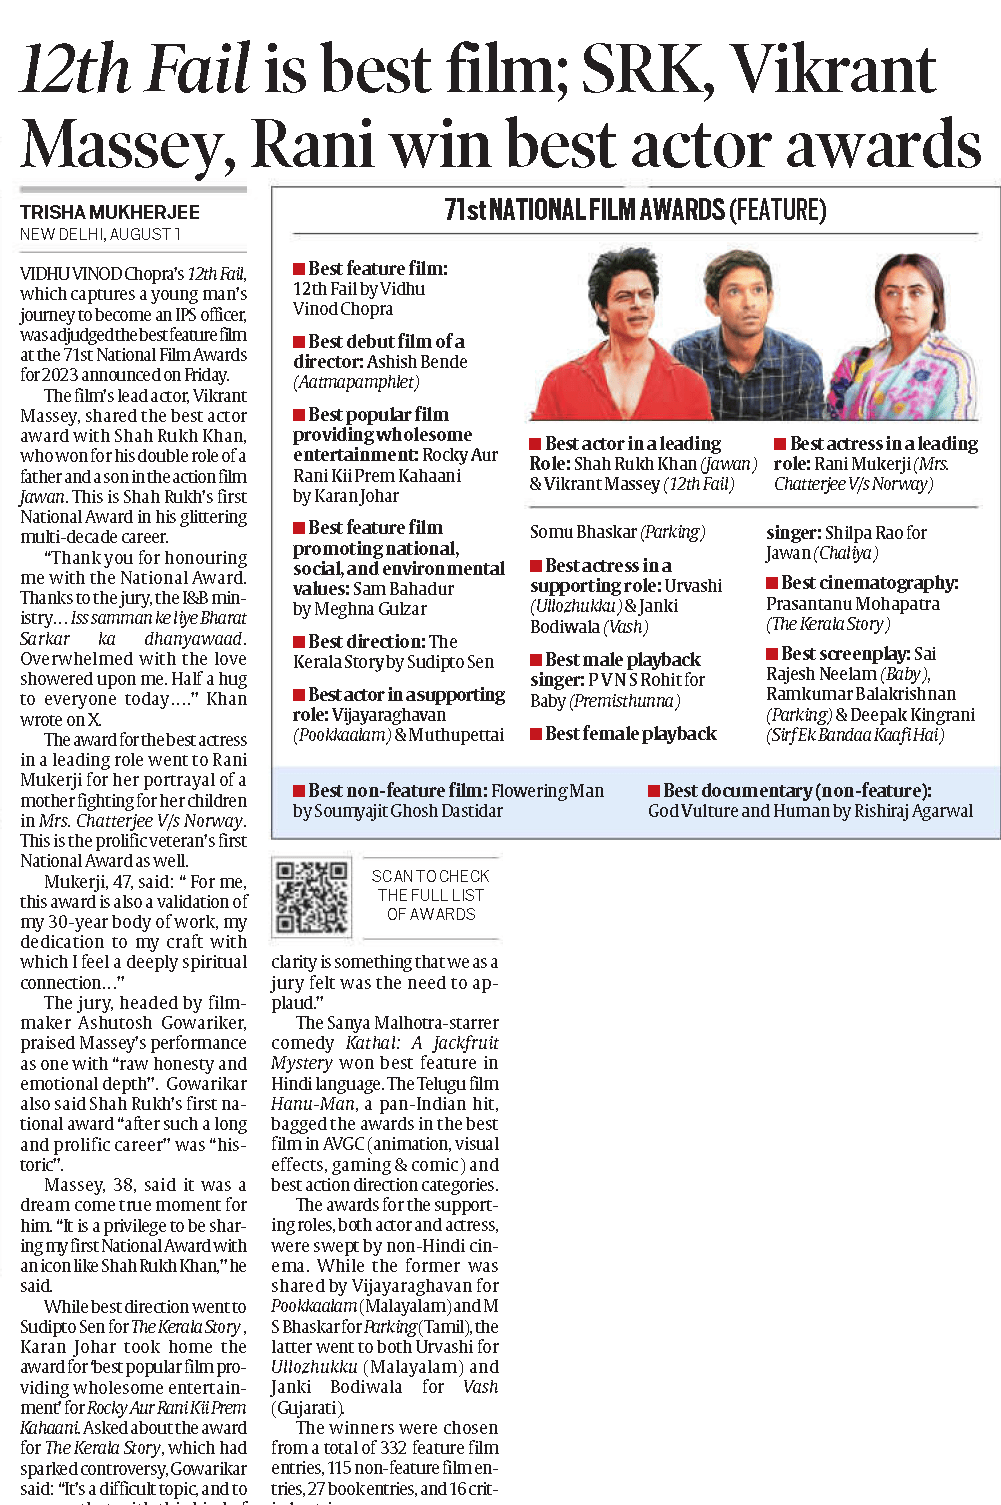 12th Fail is best film; SRK, Vikrant
Massey, Rani win best actor awards
TRISHA MUKHERJEE
NEW DELHI, AUGUST 1
VIDHU VINOD Chopra's 12th Fail,
which captures a young man's
journey to become an IPS officer,
was adjudged the best feature film
at the 71st National Film Awards
for 2023 announced on Friday.
The film's lead actor, Vikrant
Massey, shared the best actor
award with Shah Rukh Khan,
who won for his double role of a
father and a son in the action film
Jawan. This is Shah Rukh's first
National Award in his glittering
multi-decade career.
"Thank you for honouring
me with the National Award.
Thanks to the jury, the I&B min-
istry... Iss samman ke liye Bharat
Sarkar ka dhanyawaad.
Overwhelmed with the love
showered upon me. Half a hug
to everyone today...." Khan
wrote on X.
The award for the best actress
in a leading role went to Rani
Mukerji for her portrayal of a
mother fighting for her children
in Mrs. Chatterjee V/s Norway.
This is the prolific veteran's first
National Award as well.
Mukerji, 47, said: " For me,
this award is also a validation of
my 30-year body of work, my
dedication to my craft with
which I feel a deeply spiritual
connection..."
The jury, headed by film-
maker Ashutosh Gowariker,
praised Massey's performance
as one with "raw honesty and
emotional depth". Gowarikar
also said Shah Rukh's first na-
tional award "after such a long
and prolific career" was "his-
toric".
Massey, 38, said it was a
dream come true moment for
him. "It is a privilege to be shar-
ing my first National Award with
an icon like Shah Rukh Khan," he
said.
While best direction went to
Sudipto Sen for The Kerala Story,
Karan Johar took home the
award for 'best popular film pro-
viding wholesome entertain-
ment' for Rocky Aur Rani Kii Prem
Kahaani. Asked about the award
for The Kerala Story, which had
sparked controversy, Gowarikar
said: "It's a difficult topic, and to
71st NATIONAL FILM AWARDS (FEATURE)
Best feature film:
12th Fail by Vidhu
Vinod Chopra
Best debut film of a
director: Ashish Bende
(Aatmapamphlet)
Best popular film
providing wholesome
entertainment: Rocky Aur
Rani Kii Prem Kahaani
by Karan Johar
Best feature film
promoting national,
social, and environmental
values: Sam Bahadur
by Meghna Gulzar
Best direction: The
Kerala Story by Sudipto Sen
Best actor in a supporting
role: Vijayaraghavan
(Pookkaalam) & Muthupettai
Best actor in a leading
Role: Shah Rukh Khan (Jawan)
& Vikrant Massey (12th Fail)
Best actress in a leading
role: Rani Mukerji (Mrs.
Chatterjee V/s Norway)
Somu Bhaskar (Parking)
Best actress in a
supporting role: Urvashi
(Ullozhukku) & Janki
Bodiwala (Vash)
Best male playback
singer: P V N S Rohit for
Baby (Premisthunna)
Best female playback
singer: Shilpa Rao for
Jawan (Chaliya)
Best cinematography:
Prasantanu Mohapatra
(The Kerala Story)
Best screenplay: Sai
Rajesh Neelam (Baby),
Ramkumar Balakrishnan
(Parking) & Deepak Kingrani
(Sirf Ek Bandaa Kaafi Hai)
Best non-feature film: Flowering Man
by Soumyajit Ghosh Dastidar
Best documentary (non-feature):
God Vulture and Human by Rishiraj Agarwal
SCAN TO CHECK
THE FULL LIST
OF AWARDS
clarity is something that we as a
jury felt was the need to ap-
plaud."
The Sanya Malhotra-starrer
comedy Kathal: A Jackfruit
Mystery won best feature in
Hindi language. The Telugu film
Hanu-Man, a pan-Indian hit,
bagged the awards in the best
film in AVGC (animation, visual
effects, gaming & comic) and
best action direction categories.
The awards for the support-
ing roles, both actor and actress,
were swept by non-Hindi cin-
ema. While the former was
shared by Vijayaraghavan for
Pookkaalam (Malayalam) and M
S Bhaskar for Parking (Tamil), the
latter went to both Urvashi for
Ullozhukku (Malayalam) and
Janki Bodiwala for Vash
(Gujarati).
The winners were chosen
from a total of 332 feature film
entries, 115 non-feature film en-
tries, 27 book entries, and 16 crit-